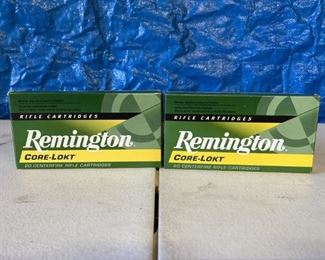 RIFLE CARTRIDGES
Remington
CORE-LOKT
20 CENTERFIRE RIFLE CARTRIDGES
RIFLE CARTRIDGES
Remington
CORE-LOKT
20 CENTERFIRE RIFLE CARTRIDGES